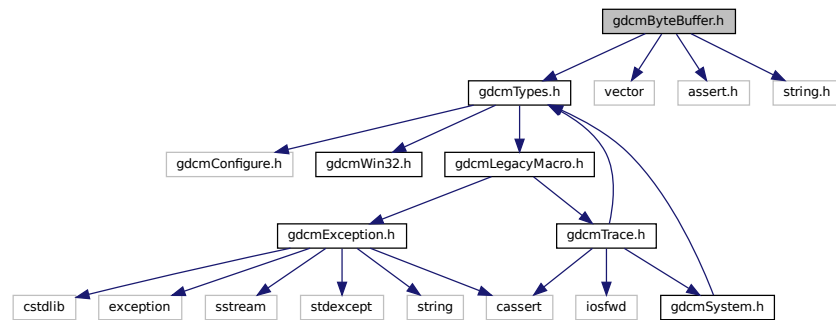 gdcmByteBuffer.h
gdcmTypes.h
vector
assert.h
string.h
gdcmConfigure.h
gdcmWin32.h
gdcmLegacyMacro.h
gdcmException.h
gdcmTrace.h
cstdlib
exception
sstream
stdexcept
string
cassert
iosfwd
gdcmSystem.h